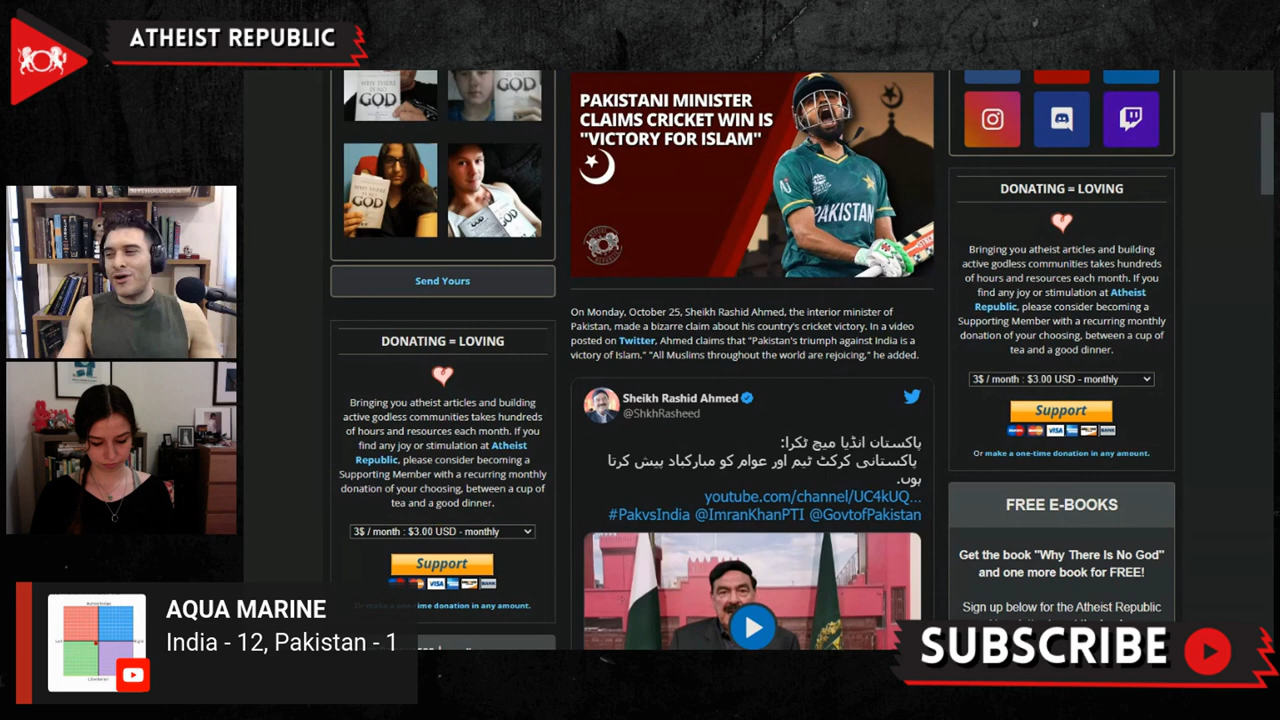 ATHEIST REPUBLIC
WHY THERE
IS NO
GOD
GOD
Send Yours
DONATING = LOVING
Bringing you atheist articles and building
active godless communities takes hundreds
of hours and resources each month. If you
find any joy or stimulation at Atheist
Republic, please consider becoming a
Supporting Member with a recurring monthly
donation of your choosing, between a cup of
tea and a good dinner.
3$ / month : $3.00 USD - monthly
Support
VISA
Or make a one-time donation in any amount.
PAKISTANI MINISTER
CLAIMS CRICKET WIN IS
"VICTORY FOR ISLAM"
PAKISTAN
On Monday, October 25, Sheikh Rashid Ahmed, the interior minister of
Pakistan, made a bizarre claim about his country's cricket victory. In a video
posted on Twitter, Ahmed claims that "Pakistan's triumph against India is a
victory of Islam." "All Muslims throughout the world are rejoicing," he added.
Sheikh Rashid Ahmed
@ShkhRasheed
پاکستان انڈیا میچ ٹکرا:
پاکستانی کرکٹ ٹیم اور عوام کو مبارکباد پیش کرتا
ہوں.
youtube.com/channel/UC4kUQ...
#PakvsIndia @ImranKhanPTI @GovtofPakistan
DONATING = LOVING
Bringing you atheist articles and building
active godless communities takes hundreds
of hours and resources each month. If you
find any joy or stimulation at Atheist
Republic, please consider becoming a
Supporting Member with a recurring monthly
donation of your choosing, between a cup of
tea and a good dinner.
3$ / month : $3.00 USD - monthly
Support
VISA
Or make a one-time donation in any amount.
FREE E-BOOKS
Get the book "Why There Is No God"
and one more book for FREE!
Sign up below for the Atheist Republic
AQUA MARINE
India - 12, Pakistan - 1
SUBSCRIBE